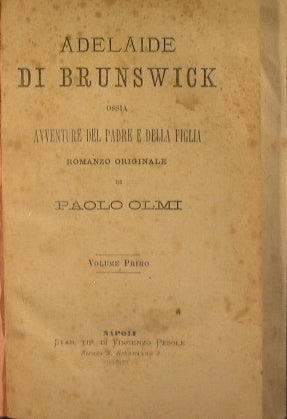 ADELAIDE
DI BRUNSWICK
OSSIA
AVVENTURE DEL PADRE E DELLA FIGLIA
ROMANZO ORIGINALE
DI
PAOLO OLMI
VOLUME PRIMO
NAPOLI
STAB. TIP. DI VINCENZO PESOLE